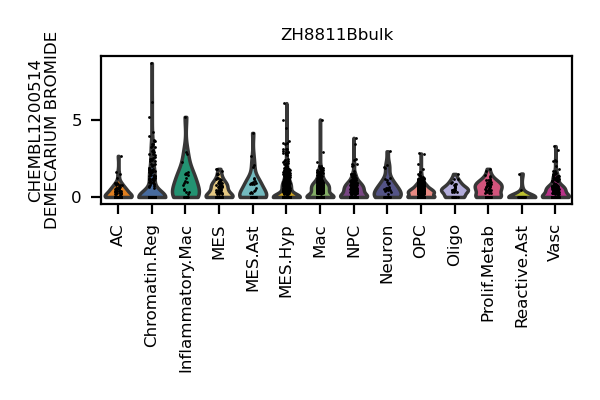 ZH8811Bbulk
CHEMBL1200514
DEMECARIUM BROMIDE
5
0
AC
Chromatin.Reg
Inflammatory.Mac
MES
MES.Ast
MES.Hyp
Mac
NPC
Neuron
OPC
Oligo
Prolif.Metab
Reactive.Ast
Vasc